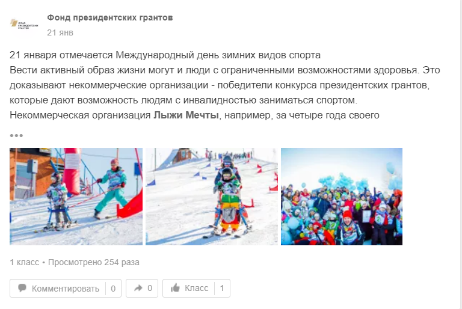 Фонд президентских грантов
21 янв
21 января отмечается Международный день зимних видов спорта
Вести активный образ жизни могут и люди с ограниченными возможностями здоровья. Это
доказывают некоммерческие организации - победители конкурса президентских грантов,
которые дают возможность людям с инвалидностью заниматься спортом.
Некоммерческая организация Лыжи Мечты, например, за четыре года своего
•••
1 класс • Просмотрено 254 раза
Комментировать 0 0 Класс 1